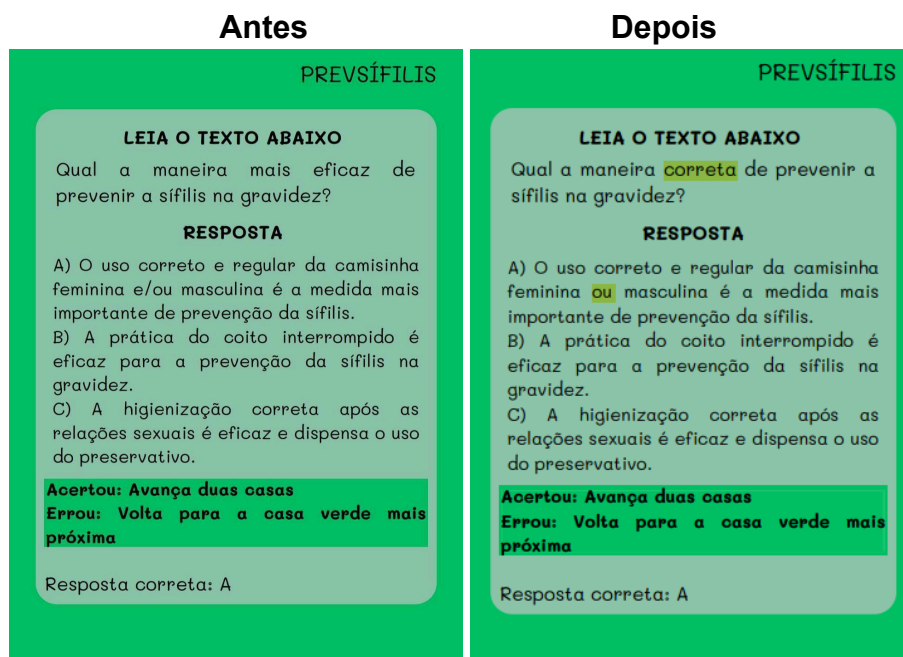 Antes
PREVSÍFILIS
LEIA O TEXTO ABAIXO
Qual a maneira mais eficaz de
prevenir a sífilis na gravidez?
RESPOSTA
A) O uso correto e regular da camisinha
feminina e/ou masculina é a medida mais
importante de prevenção da sífilis.
B) A prática do coito interrompido é
eficaz para a prevenção da sífilis na
gravidez.
C) A higienização correta após as
relações sexuais é eficaz e dispensa o uso
do preservativo.
Acertou: Avança duas casas
Errou: Volta para a casa verde mais
próxima
Resposta correta: A
Depois
PREVSÍFILIS
LEIA O TEXTO ABAIXO
Qual a maneira correta de prevenir a
sífilis na gravidez?
RESPOSTA
A) O uso correto e regular da camisinha
feminina ou masculina é a medida mais
importante de prevenção da sífilis.
B) A prática do coito interrompido é
eficaz para a prevenção da sífilis na
gravidez.
C) A higienização correta após as
relações sexuais é eficaz e dispensa o uso
do preservativo.
Acertou: Avança duas casas
Errou: Volta para a casa verde mais
próxima
Resposta correta: A